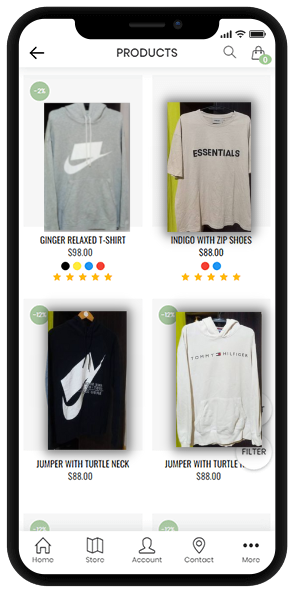 PRODUCTS
0
-2%
ESSENTIALS
GINGER RELAXED T-SHIRT
INDIGO WITH ZIP SHOES
$98.00
$88.00
-12%
-12%
TOMMY HILFIGER
JUMPER WITH TURTLE NECK
JUMPER WITH TURTLE
$88.00
$88.00
FILTER
-12%
-12%
Home
Store
Account
Contact
More